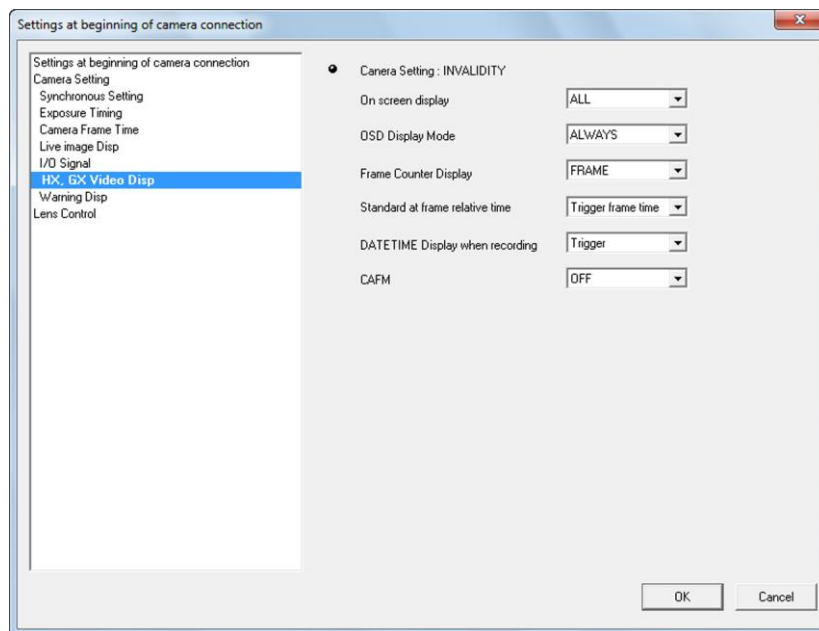 Settings at beginning of camera connection
Settings at beginning of camera connection
Camera Setting
Synchronous Setting
Exposure Timing
Camera Frame Time
Live image Disp
I/O Signal
HX, GX Video Disp
Warning Disp
Lens Control
Canera Setting : INVALIDITY
On screen display ALL
OSD Display Mode ALWAYS
Frame Counter Display FRAME
Standard at frame relative time Trigger frame time
DATETIME Display when recording Trigger
CAFM OFF
OK Cancel